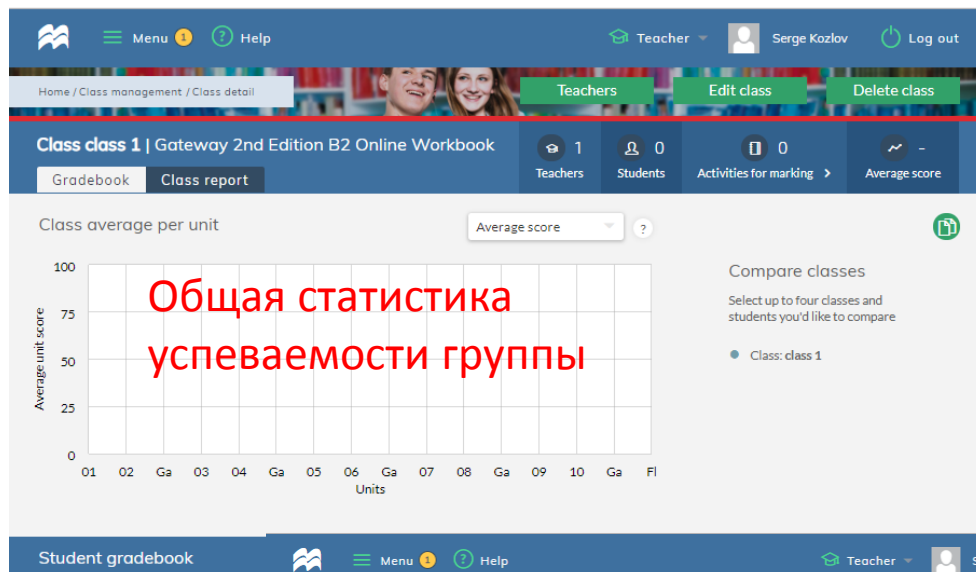 Menu 1 Help Teacher Serge Kozlov Log out
Home / Class management / Class detail Teachers Edit class Delete class
Class class 1 | Gateway 2nd Edition B2 Online Workbook
1 0 0 -
Teachers Students Activities for marking > Average score
Gradebook Class report
Class average per unit Average score ?
Общая статистика
успеваемости группы
Average unit score
100
75
50
25
0
01 02 Ga 03 04 Ga 05 06 Ga 07 08 Ga 09 10 Ga Fl
Units
Compare classes
Select up to four classes and
students you'd like to compare
Class: class 1
Student gradebook Menu 1 Help Teacher S